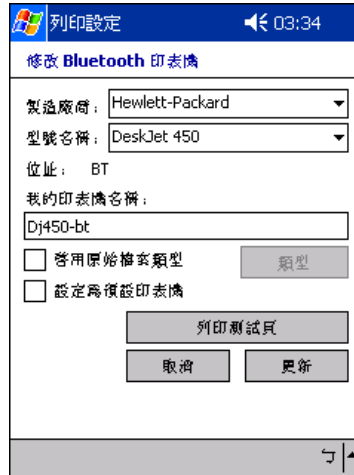 列印設定 03:34
修改 Bluetooth 印表機
製造廠商: Hewlett-Packard
型號名稱: DeskJet 450
位址: BT
我的印表機名稱:
Dj450-bt
啓用原始檔案類型 類型
設定為預設印表機
列印測試頁
取消 更新
ㄅ